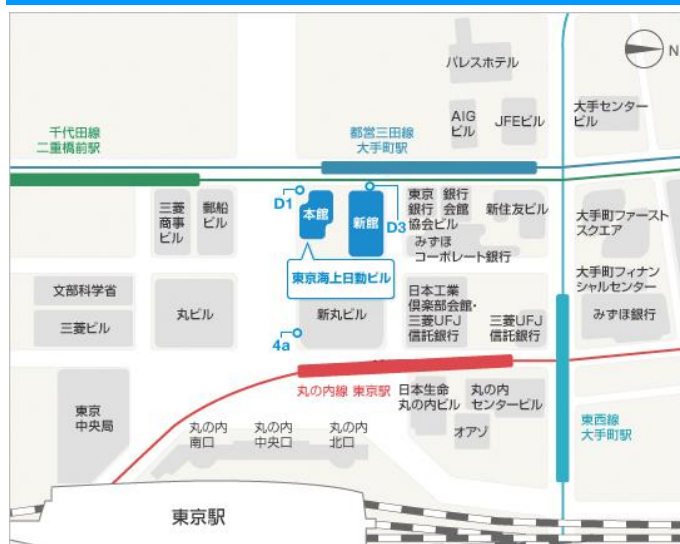 パレスホテル
N
千代田線
二重橋前駅
都営三田線
大手町駅
AIG
ビル
JFEビル
大手センター
ビル
D1
D3
三菱
商事
ビル
郵船
ビル
本館
新館
東京
銀行
協会ビル
銀行
会館
新住友ビル
大手町ファースト
スクエア
みずほ
コーポレート銀行
東京海上日動ビル
文部科学省
三菱ビル
丸ビル
新丸ビル
4a
日本工業
倶楽部会館・
三菱UFJ
信託銀行
三菱UFJ
信託銀行
大手町フィナン
シャルセンター
みずほ銀行
丸の内線 東京駅
日本生命
丸の内ビル
丸の内
センタービル
オアゾ
東西線
大手町駅
東京
中央局
丸の内
南口
丸の内
中央口
丸の内
北口
東京駅